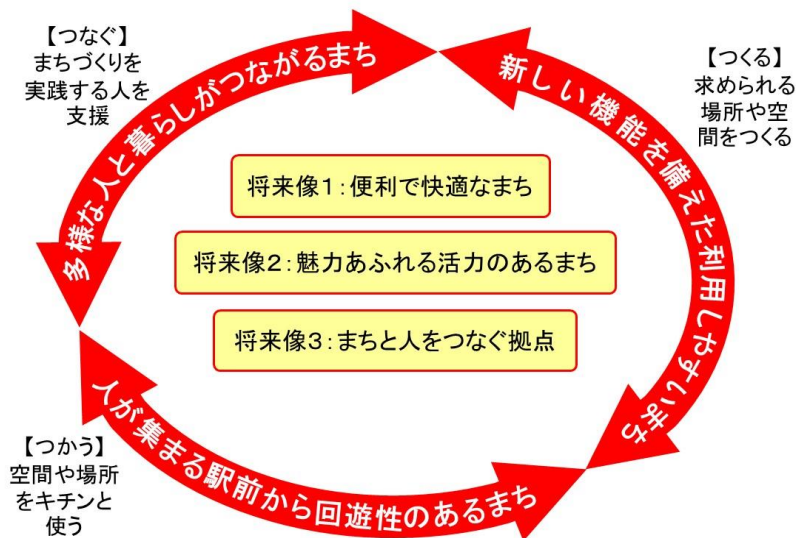 【つなぐ】
まちづくりを
実践する人を
支援
多様な人と暮らしがつながるまち
新しい機能を備えた利用しやすいまち
【つくる】
求められる
場所や空
間をつくる
将来像1：便利で快適なまち
将来像2：魅力あふれる活力のあるまち
将来像3：まちと人をつなぐ拠点
人が集まる駅前から回遊性のあるまち
【つかう】
空間や場所
をキチンと
使う